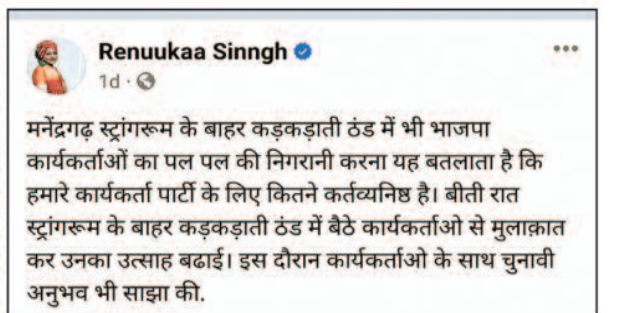 Renuukaa Sinngh
1d ·
मनेंद्रगढ़ स्ट्रांगरूम के बाहर कड़कड़ाती ठंड में भी भाजपा
कार्यकर्ताओं का पल पल की निगरानी करना यह बतलाता है कि
हमारे कार्यकर्ता पार्टी के लिए कितने कर्तव्यनिष्ठ है। बीती रात
स्ट्रांगरूम के बाहर कड़कड़ाती ठंड में बैठे कार्यकर्ताओ से मुलाक़ात
कर उनका उत्साह बढाई। इस दौरान कार्यकर्ताओ के साथ चुनावी
अनुभव भी साझा की.